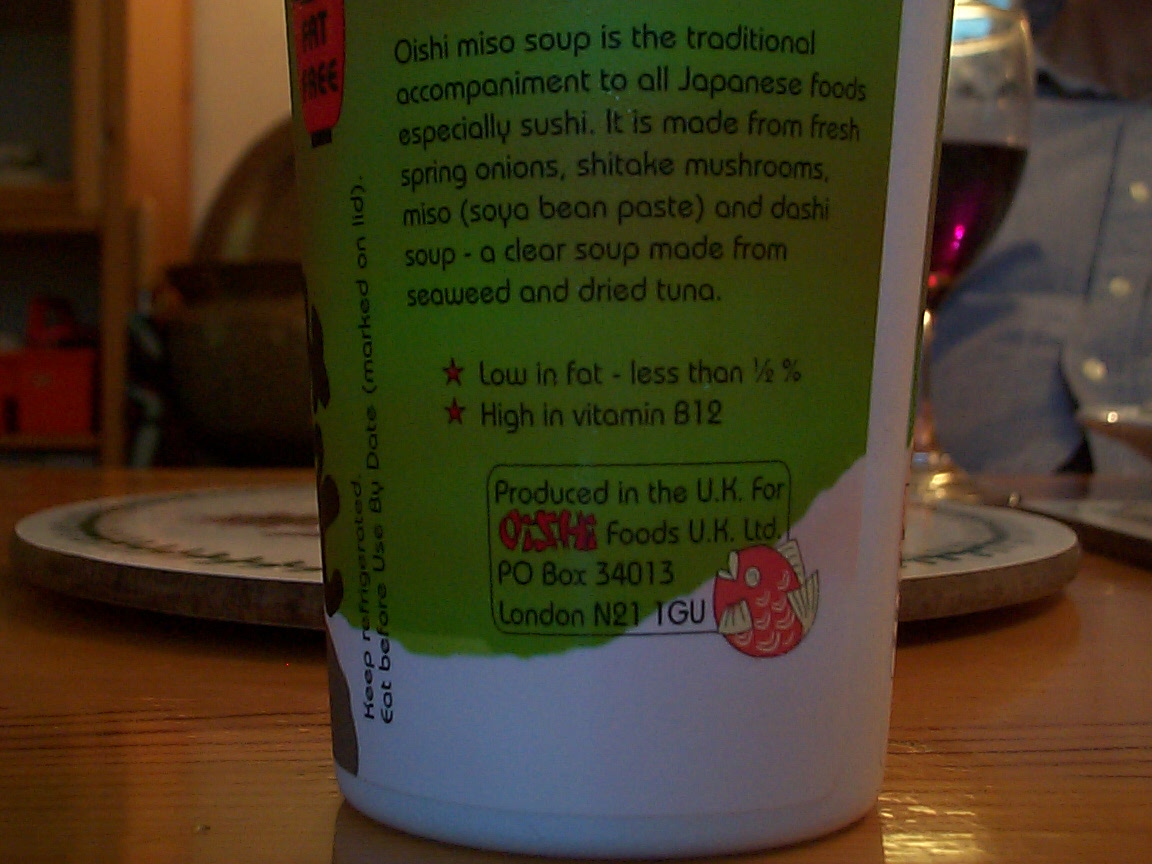 FAT
FREE
Oishi miso soup is the traditional
accompaniment to all Japanese foods
especially sushi. It is made from fresh
spring onions, shitake mushrooms,
miso (soya bean paste) and dashi
soup - a clear soup made from
seaweed and dried tuna.
Low in fat - less than ½ %
High in vitamin B12
Produced in the U.K. For
OiSHi Foods U.K. Ltd.
PO Box 34013
London N21 1GU
Keep refrigerated.
Eat before Use By Date (marked on lid).